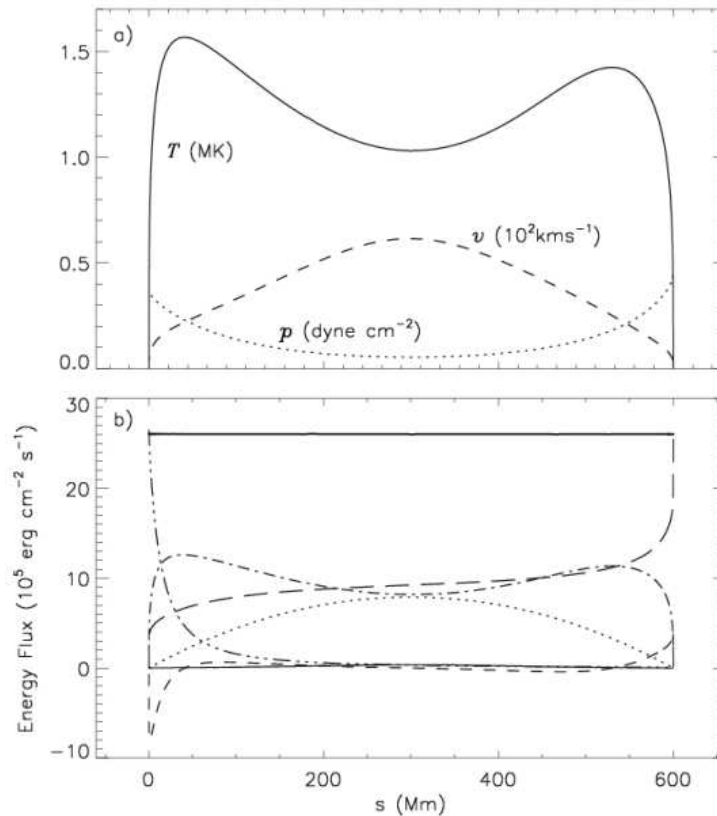 a)
1.5
1.0
0.5
0.0
T (MK)
v (10²kms⁻¹)
p (dyne cm⁻²)
b)
30
20
10
0
−10
Energy Flux (10⁵ erg cm⁻² s⁻¹)
0 200 400 600
s (Mm)